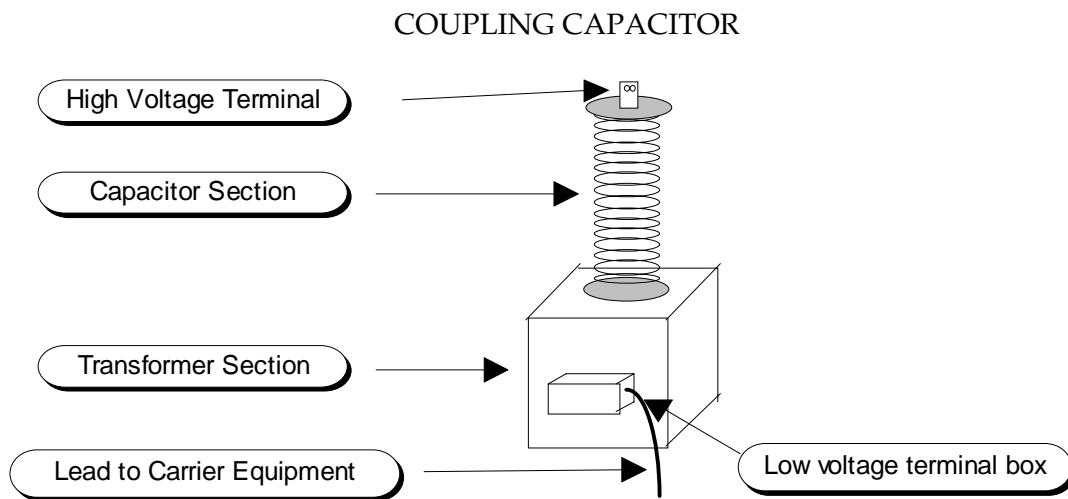 COUPLING CAPACITOR
High Voltage Terminal
Capacitor Section
Transformer Section
Lead to Carrier Equipment
Low voltage terminal box